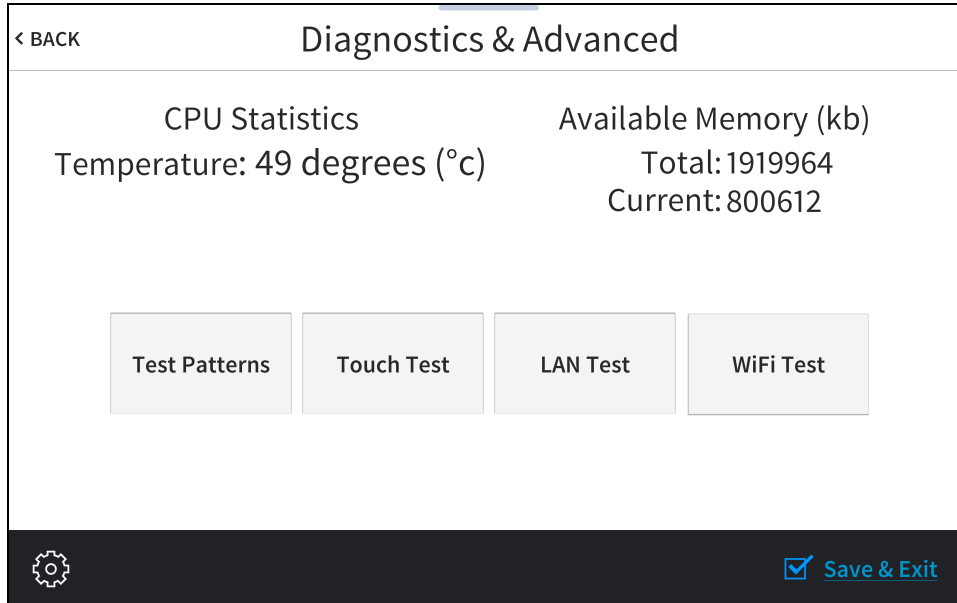 < BACK
Diagnostics & Advanced
CPU Statistics
Temperature: 49 degrees (°c)
Available Memory (kb)
Total: 1919964
Current: 800612
Test Patterns
Touch Test
LAN Test
WiFi Test
Save & Exit